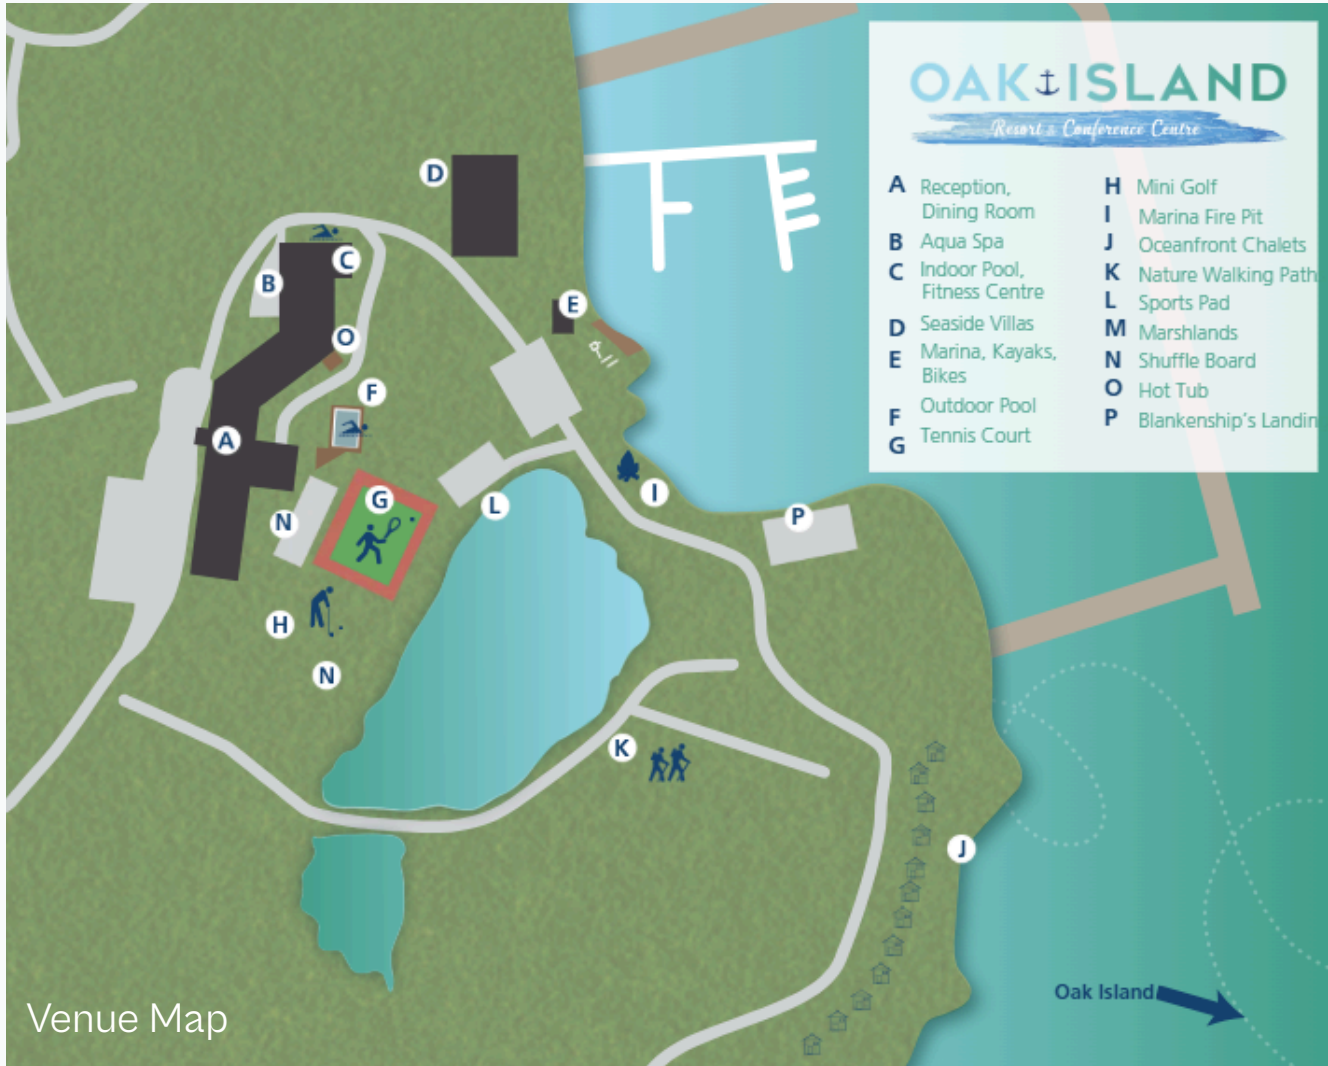 OAK ISLAND
Resort & Conference Centre
A Reception,
Dining Room
B Aqua Spa
C Indoor Pool,
Fitness Centre
D Seaside Villas
E Marina, Kayaks,
Bikes
F Outdoor Pool
G Tennis Court
H Mini Golf
I Marina Fire Pit
J Oceanfront Chalets
K Nature Walking Path
L Sports Pad
M Marshlands
N Shuffle Board
O Hot Tub
P Blankenship's Landin
D
C
B
E
O
F
A
G
L
I
N
P
H
N
K
J
Oak Island
Venue Map